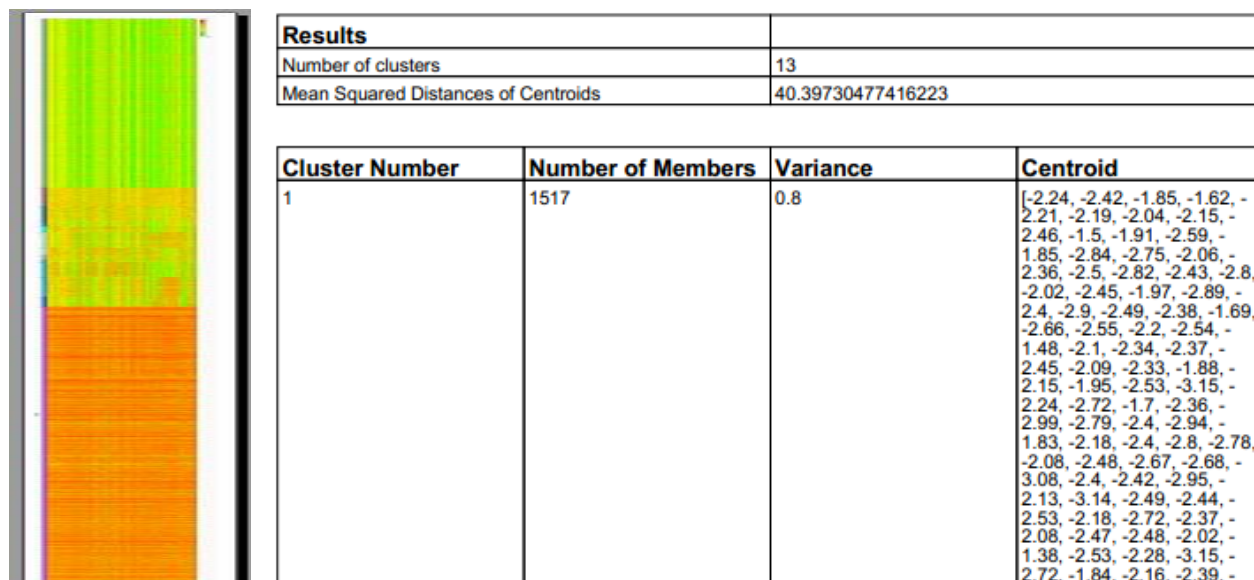 Results
Number of clusters 13
Mean Squared Distances of Centroids 40.39730477416223
Cluster Number Number of Members Variance Centroid
1 1517 0.8 [-2.24, -2.42, -1.85, -1.62, -
2.21, -2.19, -2.04, -2.15, -
2.46, -1.5, -1.91, -2.59, -
1.85, -2.84, -2.75, -2.06, -
2.36, -2.5, -2.82, -2.43, -2.8,
-2.02, -2.45, -1.97, -2.89, -
2.4, -2.9, -2.49, -2.38, -1.69,
-2.66, -2.55, -2.2, -2.54, -
1.48, -2.1, -2.34, -2.37, -
2.45, -2.09, -2.33, -1.88, -
2.15, -1.95, -2.53, -3.15, -
2.24, -2.72, -1.7, -2.36, -
2.99, -2.79, -2.4, -2.94, -
1.83, -2.18, -2.4, -2.8, -2.78,
-2.08, -2.48, -2.67, -2.68, -
3.08, -2.4, -2.42, -2.95, -
2.13, -3.14, -2.49, -2.44, -
2.53, -2.18, -2.72, -2.37, -
2.08, -2.47, -2.48, -2.02, -
1.38, -2.53, -2.28, -3.15, -
2.72, -1.84, -2.16, -2.39, -